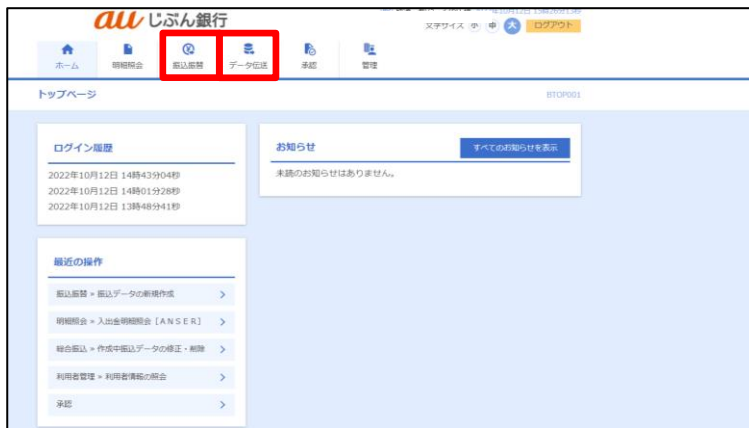 au じぶん銀行
文字サイズ 小 中 大 ログアウト
ホーム 明細照会 振込振替 データ伝送 承認 管理
トップページ BTOP001
ログイン履歴
2022年10月12日 14時43分04秒
2022年10月12日 14時01分28秒
2022年10月12日 13時48分41秒
お知らせ すべてのお知らせを表示
未読のお知らせはありません。
最近の操作
振込振替 » 振込データの新規作成
明細照会 » 入出金明細照会［ＡＮＳＥＲ］
総合振込 » 作成中振込データの修正・削除
利用者管理 » 利用者情報の照会
承認